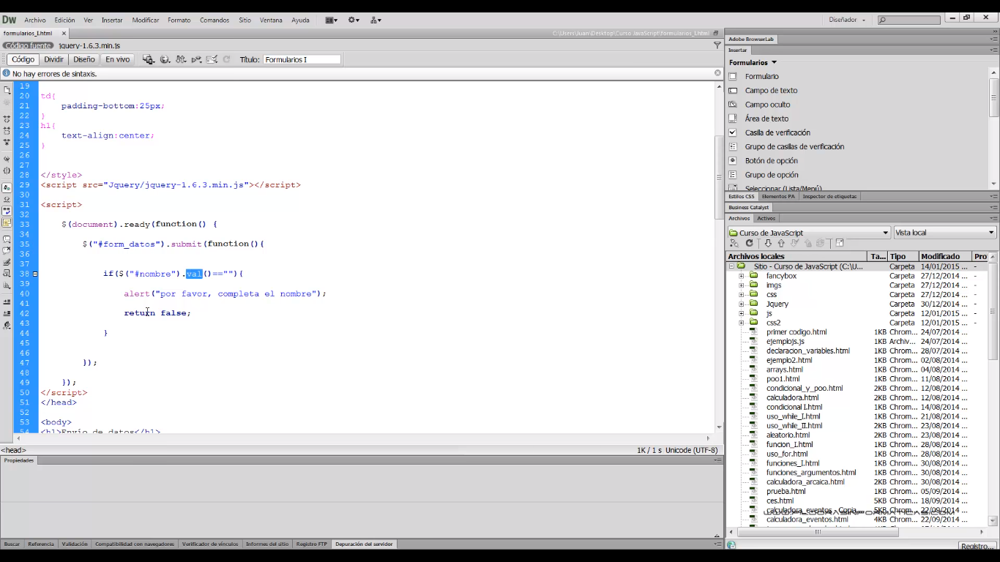 Dw Archivo Edición Ver Insertar Modificar Formato Comandos Sitio Ventana Ayuda Diseñador
formularios_I.html C:\Users\Juan\Desktop\Curso JavaScript\formularios_I.html
Código fuente jquery-1.6.3.min.js
Código Dividir Diseño En vivo Título: Formularios I
No hay errores de sintaxis.
19
20 td{
21 padding-bottom:25px;
22 }
23 h1{
24 text-align:center;
25 }
26
27
28 </style>
29 <script src="Jquery/jquery-1.6.3.min.js"></script>
30
31 <script>
32
33 $(document).ready(function() {
34
35 $("#form_datos").submit(function(){
36
37
38 if($("#nombre").val()==""){
39
40 alert("por favor, completa el nombre");
41
42 return false;
43
44 }
45
46
47 });
48
49 });
50 </script>
51 </head>
52
53 <body>
54 <h1>Envío de datos</h1>
<head> 1K / 1 s Unicode (UTF-8)
Propiedades
Buscar Referencia Validación Compatibilidad con navegadores Verificador de vínculos Informes del sitio Registro FTP Depuración del servidor
Adobe BrowserLab
Insertar
Formularios
Formulario
Campo de texto
Campo oculto
Área de texto
Casilla de verificación
Grupo de casillas de verificación
Botón de opción
Grupo de opción
Seleccionar (Lista/Menú)
Estilos CSS Elementos PA Inspector de etiquetas
Business Catalyst
Archivos Activos
Curso de JavaScript Vista local
Archivos locales Ta... Tipo Modificado Pro
Sitio - Curso de JavaScript (C:\U... Carpeta 14/01/2015 ... -
fancybox Carpeta 27/12/2014 ... -
imgs Carpeta 27/12/2014 ... -
css Carpeta 27/12/2014 ... -
Jquery Carpeta 27/12/2014 ... -
js Carpeta 12/01/2015 ... -
css2 Carpeta 12/01/2015 ... -
primer codigo.html 1KB Chrom... 24/07/2014 ...
ejemplojs.js 1KB Archiv... 24/07/2014 ...
declaracion_variables.html 1KB Chrom... 28/07/2014 ...
ejemplo2.html 1KB Chrom... 02/08/2014 ...
arrays.html 1KB Chrom... 05/08/2014 ...
poo1.html 1KB Chrom... 11/08/2014 ...
condicional_y_poo.html 1KB Chrom... 12/08/2014 ...
calculadora.html 1KB Chrom... 12/08/2014 ...
condicional I.html 1KB Chrom... 14/08/2014 ...
uso_while_I.html 1KB Chrom... 21/08/2014 ...
uso_while_II.html 1KB Chrom... 23/08/2014 ...
aleatorio.html 1KB Chrom... 23/08/2014 ...
funcion_I.html 1KB Chrom... 28/08/2014 ...
uso_for.html 1KB Chrom... 28/08/2014 ...
funciones_I.html 1KB Chrom... 30/08/2014 ...
funciones_argumentos.html 1KB Chrom... 30/08/2014 ...
calculadora_arcaica.html 2KB Chrom... 30/08/2014 ...
prueba.html 1KB Chrom... 30/08/2014 ...
ces.html 5KB Chrom... 18/09/2014 ...
calculadora_eventos - Copia... 5KB Chrom... 22/09/2014 ...
calculadora_eventos.html 4KB Chrom... 22/09/2014 ...
WWW.PILDORASINFORMATICAS.COM
Registro...